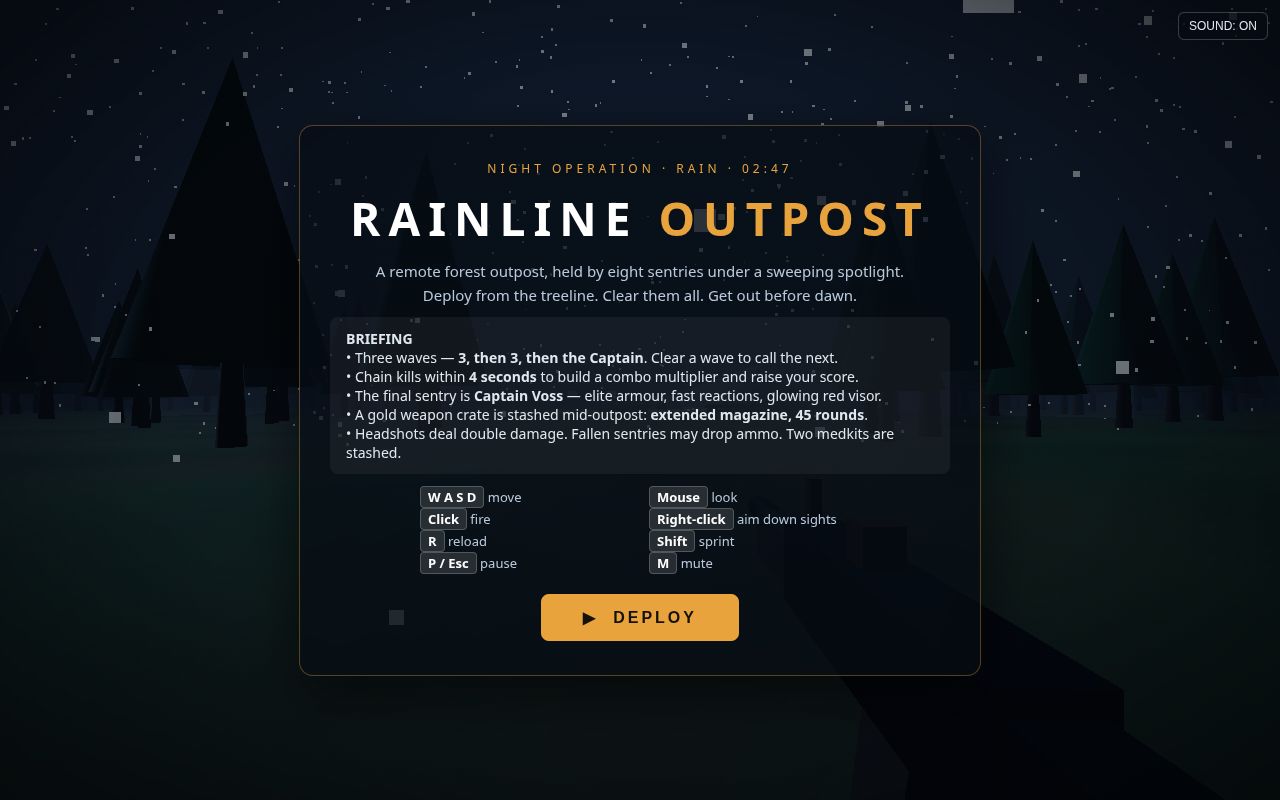 SOUND: ON
NIGHT OPERATION · RAIN · 02:47
RAINLINE OUTPOST
A remote forest outpost, held by eight sentries under a sweeping spotlight.
Deploy from the treeline. Clear them all. Get out before dawn.
BRIEFING
• Three waves — 3, then 3, then the Captain. Clear a wave to call the next.
• Chain kills within 4 seconds to build a combo multiplier and raise your score.
• The final sentry is Captain Voss — elite armour, fast reactions, glowing red visor.
• A gold weapon crate is stashed mid-outpost: extended magazine, 45 rounds.
• Headshots deal double damage. Fallen sentries may drop ammo. Two medkits are
stashed.
W A S D move Mouse look
Click fire Right-click aim down sights
R reload Shift sprint
P / Esc pause M mute
▶ DEPLOY